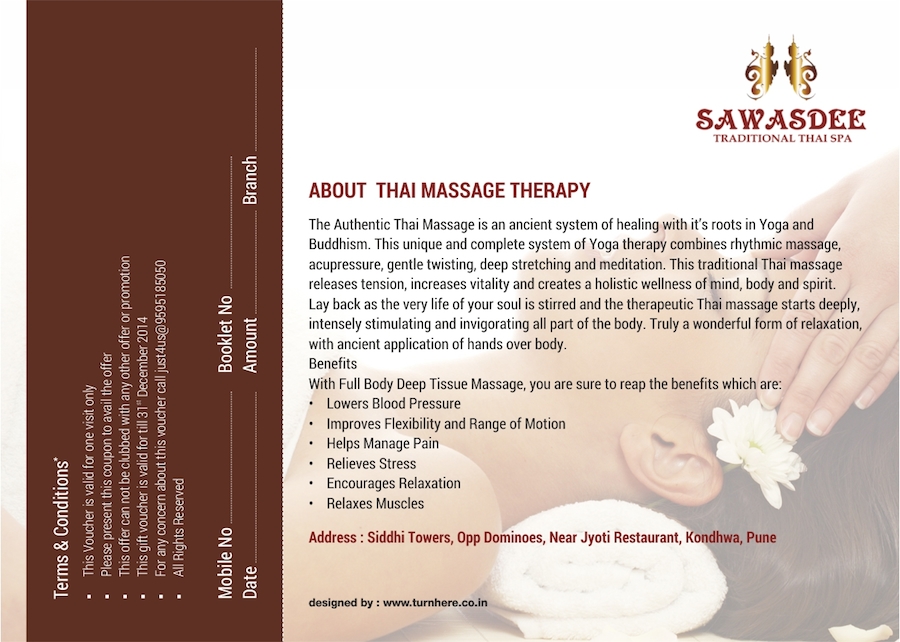 Terms & Conditions*
▪ This Voucher is valid for one visit only
▪ Please present this coupon to avail the offer
▪ This offer can not be clubbed with any other offer or promotion
▪ This gift voucher is valid for till 31st December 2014
▪ For any concern about this voucher call just4us@9595185050
▪ All Rights Reserved
Mobile No Booklet No
Date Amount Branch
SAWASDEE
TRADITIONAL THAI SPA
ABOUT THAI MASSAGE THERAPY
The Authentic Thai Massage is an ancient system of healing with it's roots in Yoga and
Buddhism. This unique and complete system of Yoga therapy combines rhythmic massage,
acupressure, gentle twisting, deep stretching and meditation. This traditional Thai massage
releases tension, increases vitality and creates a holistic wellness of mind, body and spirit.
Lay back as the very life of your soul is stirred and the therapeutic Thai massage starts deeply,
intensely stimulating and invigorating all part of the body. Truly a wonderful form of relaxation,
with ancient application of hands over body.
Benefits
With Full Body Deep Tissue Massage, you are sure to reap the benefits which are:
• Lowers Blood Pressure
• Improves Flexibility and Range of Motion
• Helps Manage Pain
• Relieves Stress
• Encourages Relaxation
• Relaxes Muscles
Address : Siddhi Towers, Opp Dominoes, Near Jyoti Restaurant, Kondhwa, Pune
designed by : www.turnhere.co.in